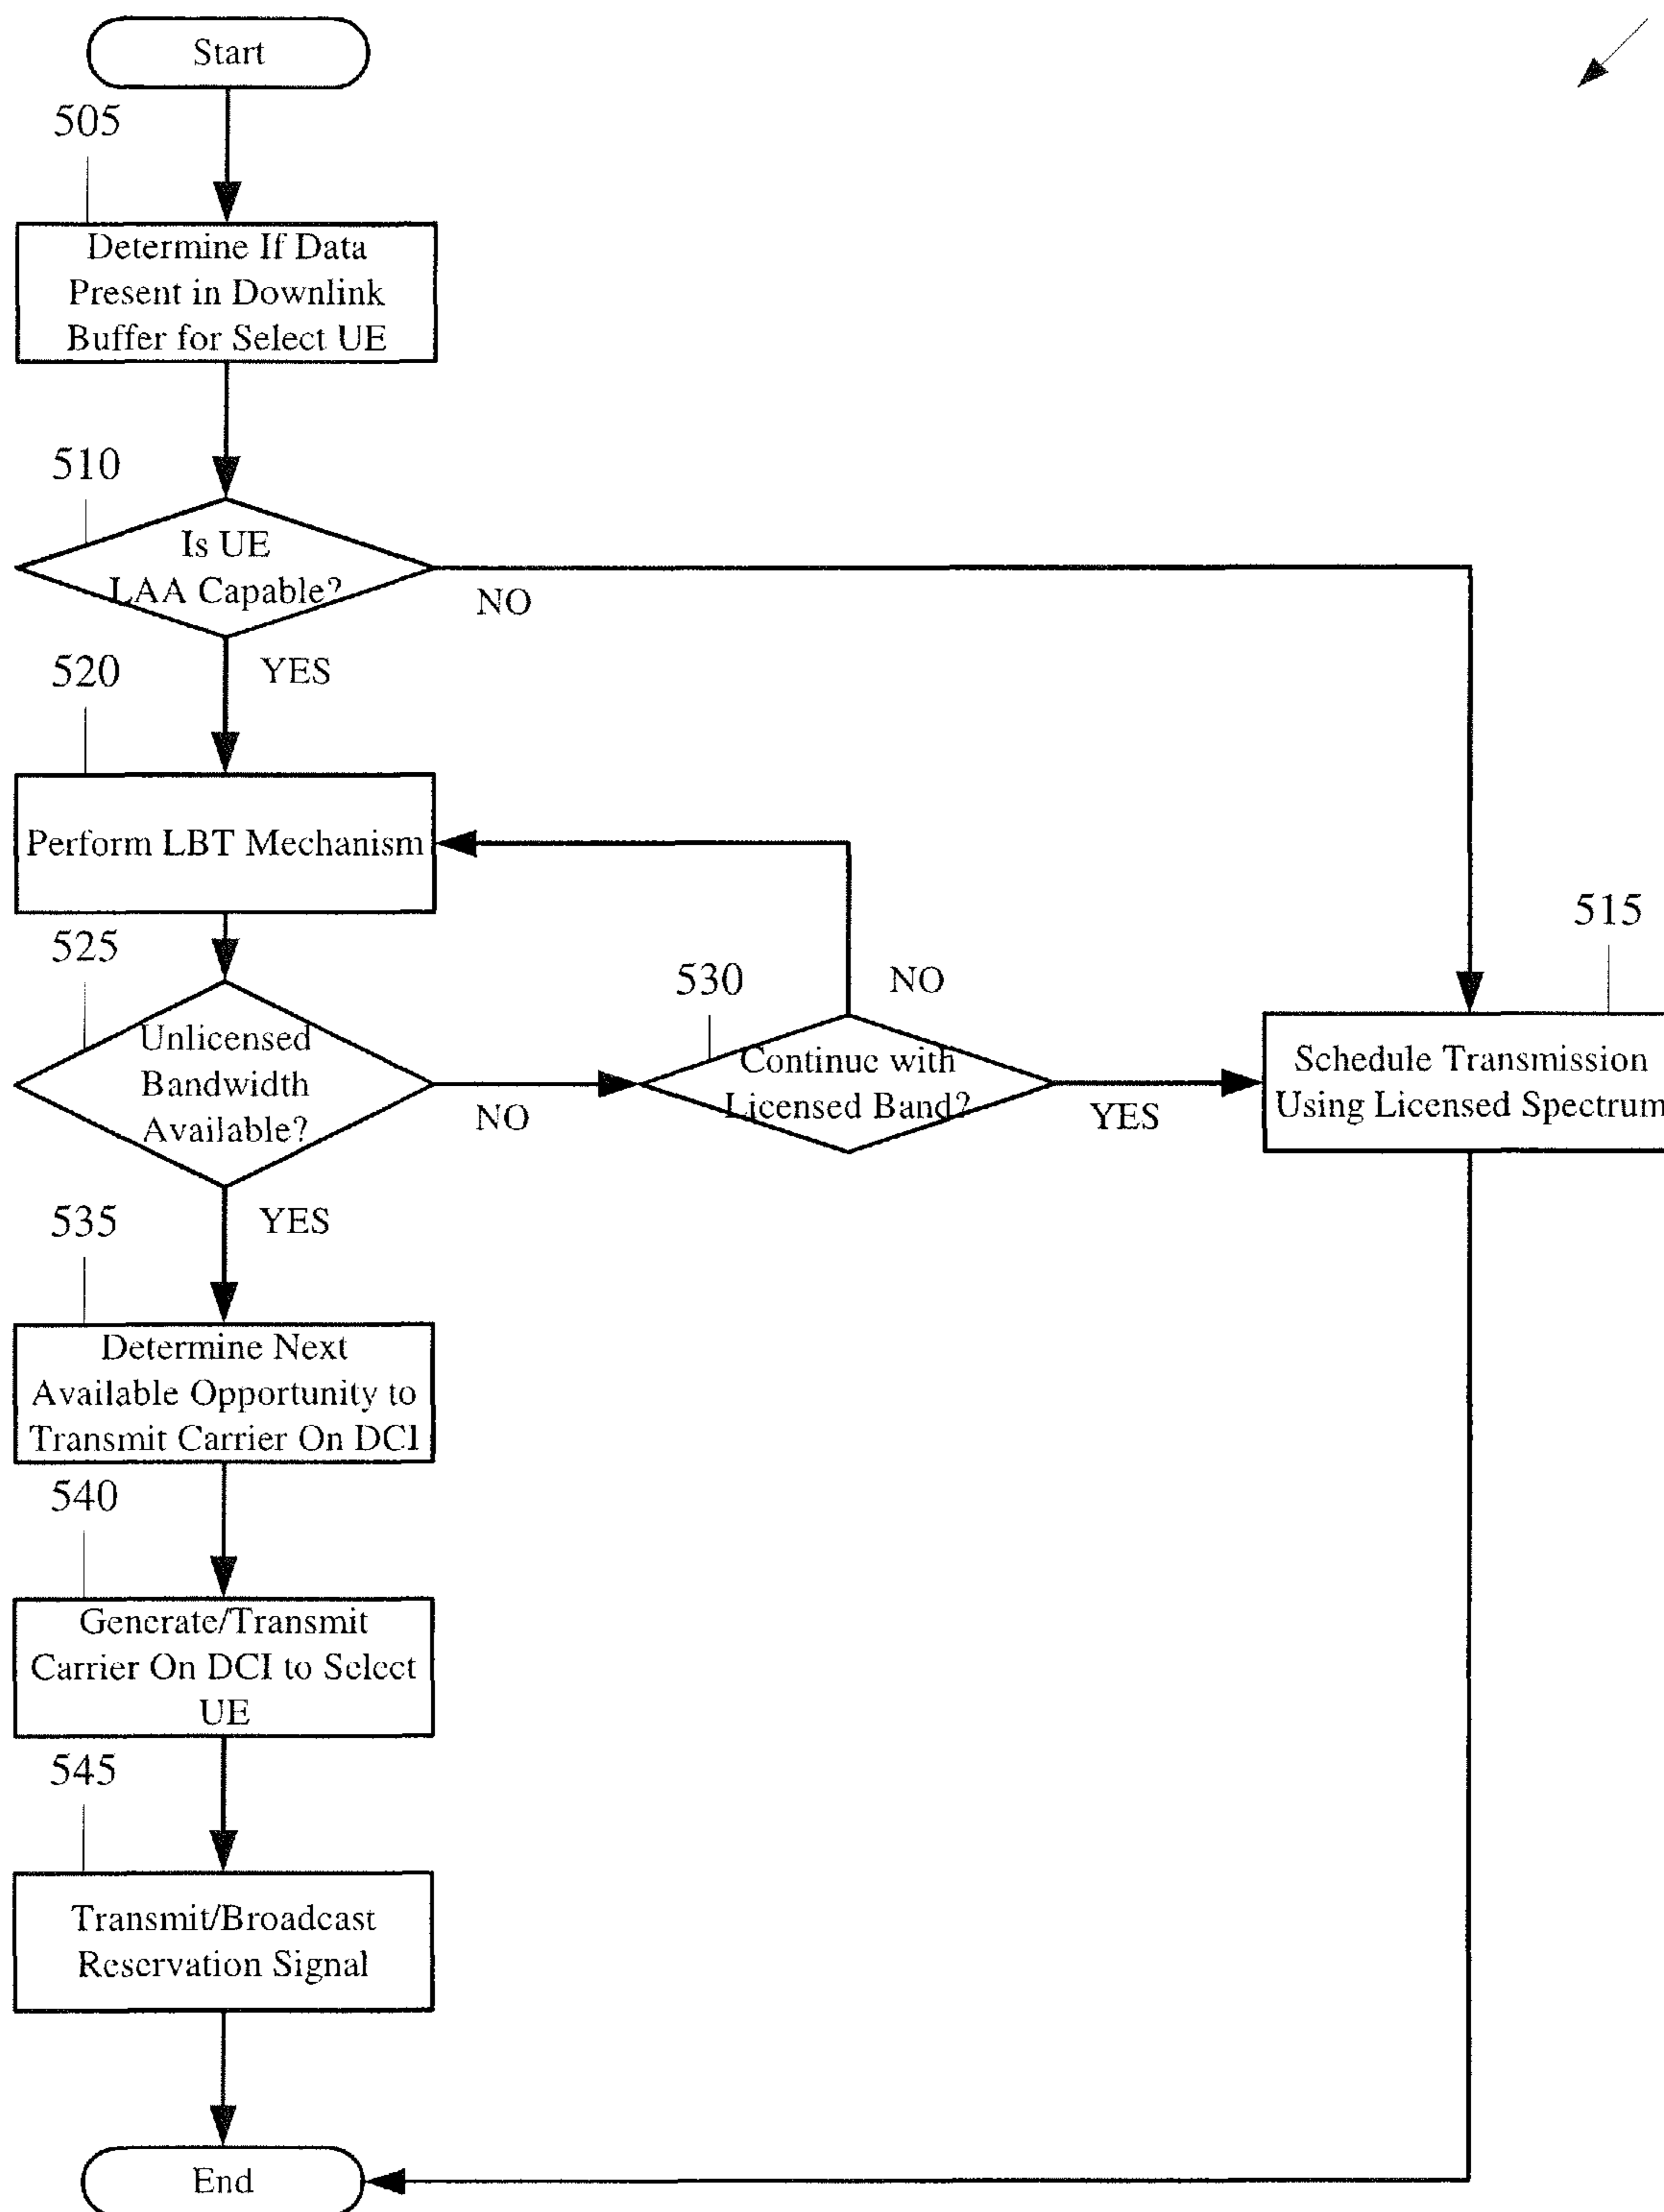 Start
505
Determine If Data
Present in Downlink
Buffer for Select UE
510
Is UE
LAA Capable?
NO
YES
520
Perform LBT Mechanism
525
Unlicensed
Bandwidth
Available?
NO
YES
530
Continue with
Licensed Band?
NO
YES
515
Schedule Transmission
Using Licensed Spectrum
535
Determine Next
Available Opportunity to
Transmit Carrier On DCI
540
Generate/Transmit
Carrier On DCI to Select
UE
545
Transmit/Broadcast
Reservation Signal
End